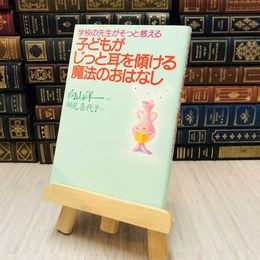 学校の先生がそっと教える
子どもが
じっと耳を傾ける
魔法のおはなし
向山洋一
師尾喜代子